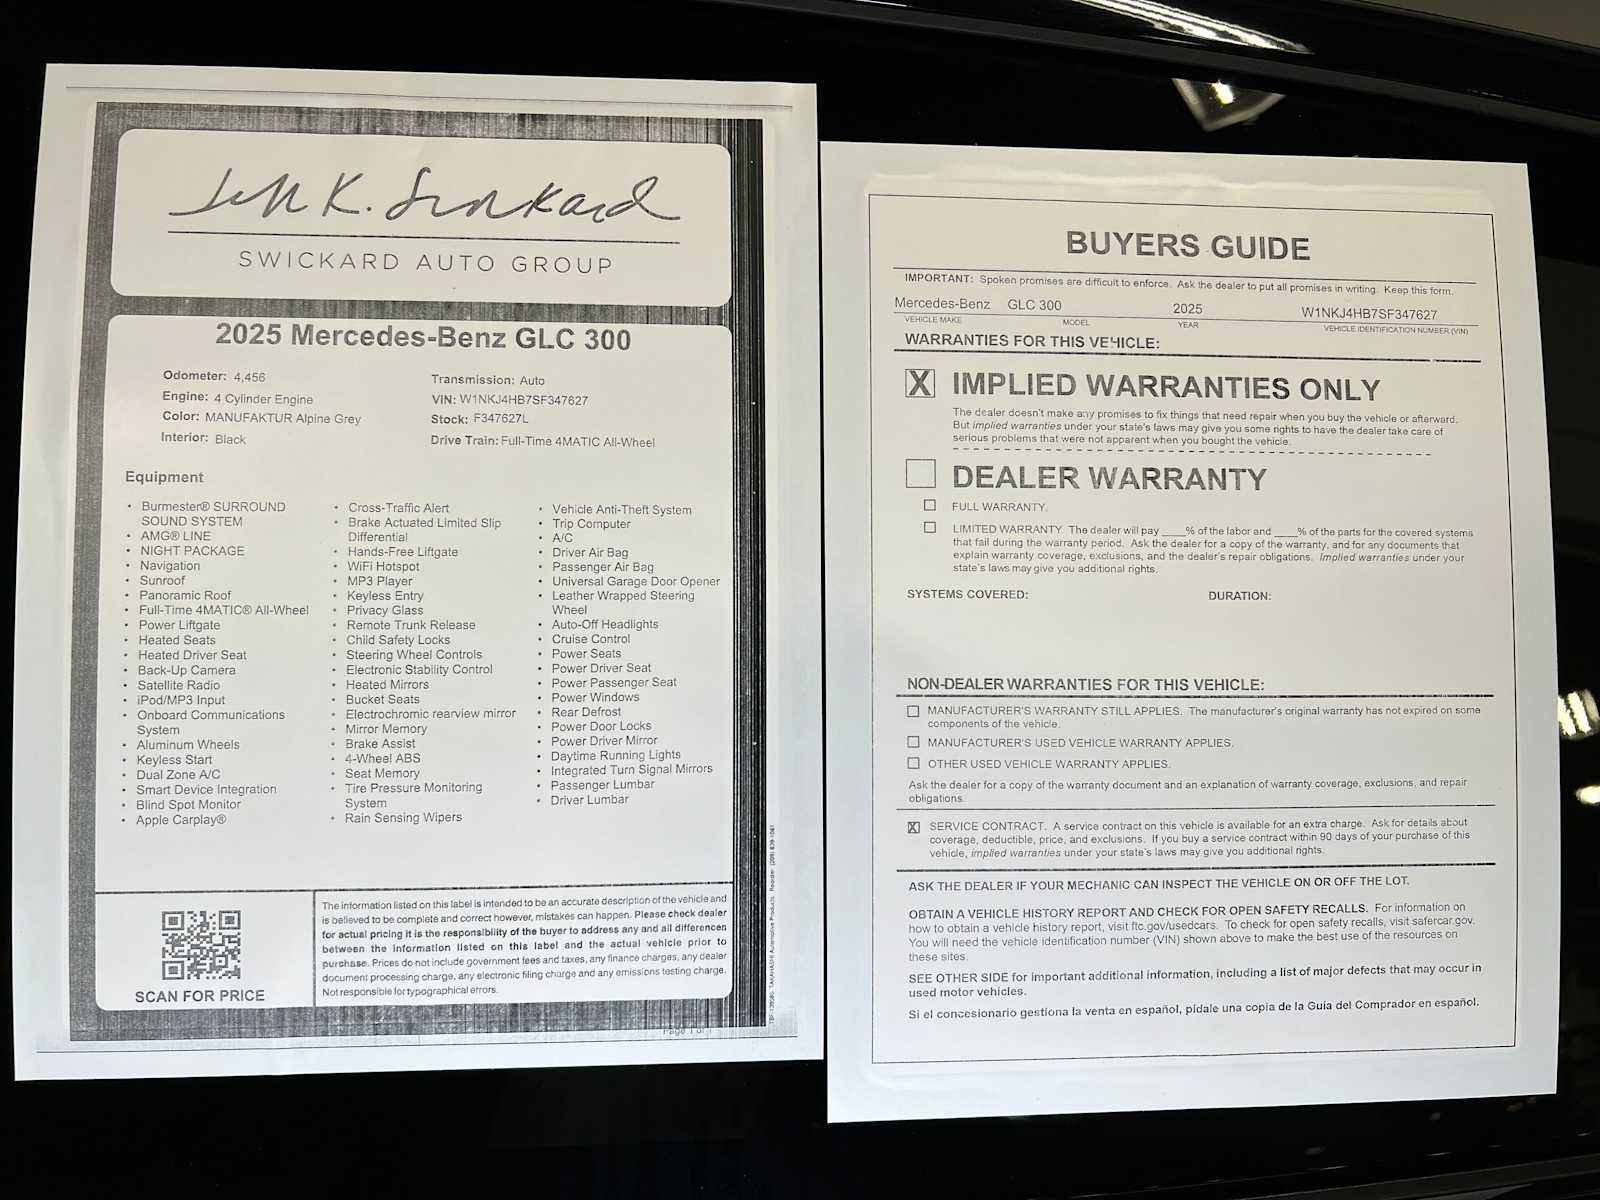 Jeff K. Swickard
SWICKARD AUTO GROUP
2025 Mercedes-Benz GLC 300
Odometer: 4,456
Engine: 4 Cylinder Engine
Color: MANUFAKTUR Alpine Grey
Interior: Black
Transmission: Auto
VIN: W1NKJ4HB7SF347627
Stock: F347627L
Drive Train: Full-Time 4MATIC All-Wheel
Equipment
• Burmester® SURROUND
SOUND SYSTEM
• AMG® LINE
• NIGHT PACKAGE
• Navigation
• Sunroof
• Panoramic Roof
• Full-Time 4MATIC® All-Wheel
• Power Liftgate
• Heated Seats
• Heated Driver Seat
• Back-Up Camera
• Satellite Radio
• iPod/MP3 Input
• Onboard Communications
System
• Aluminum Wheels
• Keyless Start
• Dual Zone A/C
• Smart Device Integration
• Blind Spot Monitor
• Apple Carplay®
• Cross-Traffic Alert
• Brake Actuated Limited Slip
Differential
• Hands-Free Liftgate
• WiFi Hotspot
• MP3 Player
• Keyless Entry
• Privacy Glass
• Remote Trunk Release
• Child Safety Locks
• Steering Wheel Controls
• Electronic Stability Control
• Heated Mirrors
• Bucket Seats
• Electrochromic rearview mirror
• Mirror Memory
• Brake Assist
• 4-Wheel ABS
• Seat Memory
• Tire Pressure Monitoring
System
• Rain Sensing Wipers
• Vehicle Anti-Theft System
• Trip Computer
• A/C
• Driver Air Bag
• Passenger Air Bag
• Universal Garage Door Opener
• Leather Wrapped Steering
Wheel
• Auto-Off Headlights
• Cruise Control
• Power Seats
• Power Driver Seat
• Power Passenger Seat
• Power Windows
• Rear Defrost
• Power Door Locks
• Power Driver Mirror
• Daytime Running Lights
• Integrated Turn Signal Mirrors
• Passenger Lumbar
• Driver Lumbar
SCAN FOR PRICE
The information listed on this label is intended to be an accurate description of the vehicle and
is believed to be complete and correct however, mistakes can happen. Please check dealer
for actual pricing it is the responsibility of the buyer to address any and all differences
between the information listed on this label and the actual vehicle prior to
purchase. Prices do not include government fees and taxes, any finance charges, any dealer
document processing charge, any electronic filing charge and any emissions testing charge.
Not responsible for typographical errors.
TAKAHASHI Automotive Products Reorder
Page 1 of 1
BUYERS GUIDE
IMPORTANT: Spoken promises are difficult to enforce. Ask the dealer to put all promises in writing. Keep this form.
Mercedes-Benz GLC 300 2025 W1NKJ4HB7SF347627
VEHICLE MAKE MODEL YEAR VEHICLE IDENTIFICATION NUMBER (VIN)
WARRANTIES FOR THIS VEHICLE:
X IMPLIED WARRANTIES ONLY
The dealer doesn't make any promises to fix things that need repair when you buy the vehicle or afterward.
But implied warranties under your state's laws may give you some rights to have the dealer take care of
serious problems that were not apparent when you bought the vehicle.
DEALER WARRANTY
FULL WARRANTY.
LIMITED WARRANTY. The dealer will pay ____% of the labor and ____% of the parts for the covered systems
that fail during the warranty period. Ask the dealer for a copy of the warranty, and for any documents that
explain warranty coverage, exclusions, and the dealer's repair obligations. Implied warranties under your
state's laws may give you additional rights.
SYSTEMS COVERED: DURATION:
NON-DEALER WARRANTIES FOR THIS VEHICLE:
MANUFACTURER'S WARRANTY STILL APPLIES. The manufacturer's original warranty has not expired on some
components of the vehicle.
MANUFACTURER'S USED VEHICLE WARRANTY APPLIES.
OTHER USED VEHICLE WARRANTY APPLIES.
Ask the dealer for a copy of the warranty document and an explanation of warranty coverage, exclusions, and repair
obligations.
X SERVICE CONTRACT. A service contract on this vehicle is available for an extra charge. Ask for details about
coverage, deductible, price, and exclusions. If you buy a service contract within 90 days of your purchase of this
vehicle, implied warranties under your state's laws may give you additional rights.
ASK THE DEALER IF YOUR MECHANIC CAN INSPECT THE VEHICLE ON OR OFF THE LOT.
OBTAIN A VEHICLE HISTORY REPORT AND CHECK FOR OPEN SAFETY RECALLS. For information on
how to obtain a vehicle history report, visit ftc.gov/usedcars. To check for open safety recalls, visit safercar.gov.
You will need the vehicle identification number (VIN) shown above to make the best use of the resources on
these sites.
SEE OTHER SIDE for important additional information, including a list of major defects that may occur in
used motor vehicles.
Si el concesionario gestiona la venta en español, pídale una copia de la Guía del Comprador en español.